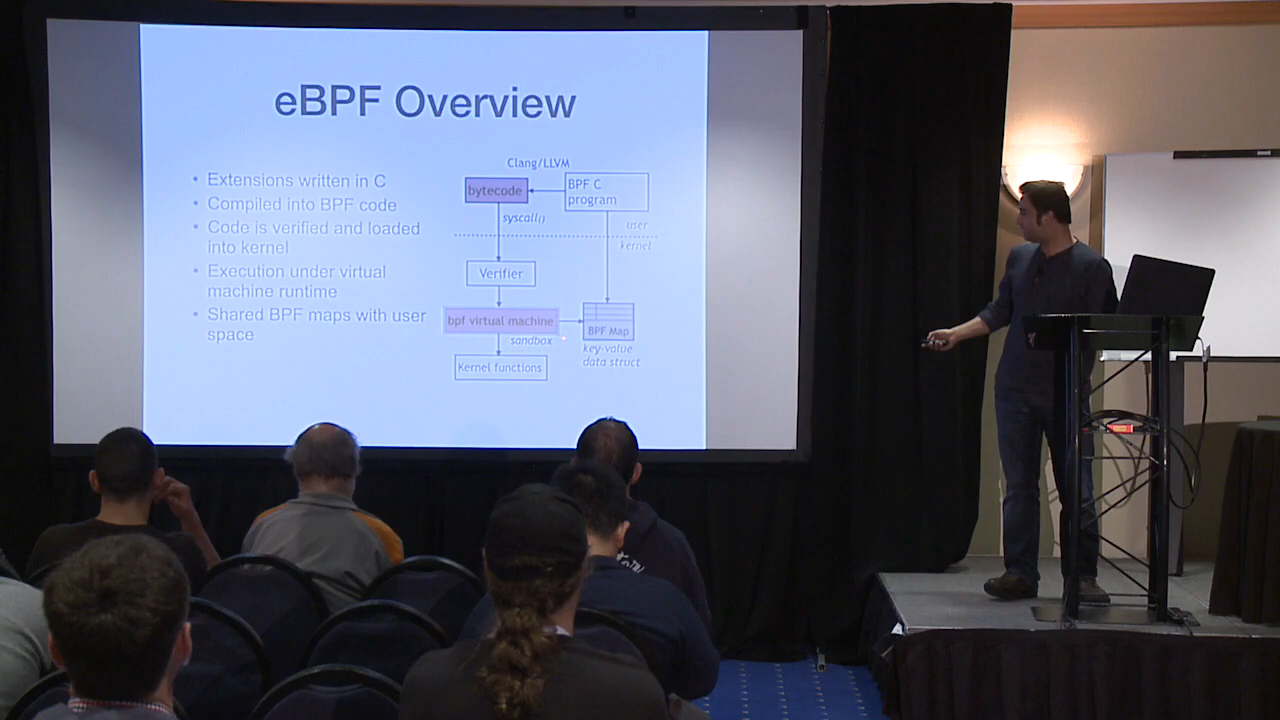 eBPF Overview
• Extensions written in C
• Compiled into BPF code
• Code is verified and loaded
into kernel
• Execution under virtual
machine runtime
• Shared BPF maps with user
space
Clang/LLVM
bytecode
BPF C
program
syscall()
user
kernel
Verifier
bpf virtual machine
sandbox
BPF Map
key-value
data struct
Kernel functions